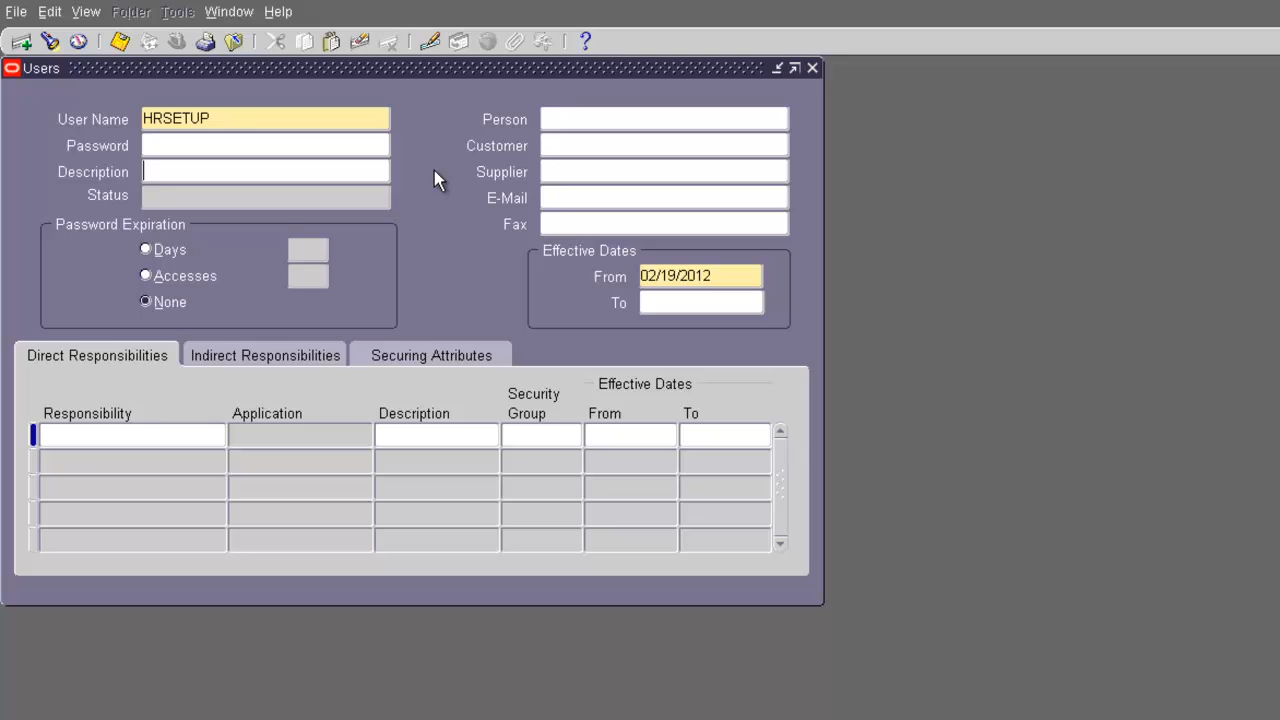 File Edit View Folder Tools Window Help
Users
User Name HRSETUP
Password
Description
Status
Person
Customer
Supplier
E-Mail
Fax
Password Expiration
Days
Accesses
None
Effective Dates
From 02/19/2012
To
Direct Responsibilities Indirect Responsibilities Securing Attributes
Effective Dates
Responsibility Application Description Security Group From To